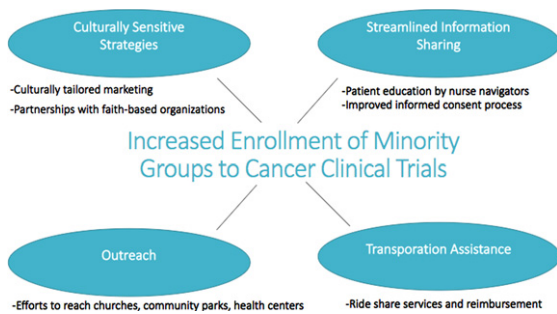 Culturally Sensitive
Strategies
-Culturally tailored marketing
-Partnerships with faith-based organizations
Streamlined Information
Sharing
-Patient education by nurse navigators
-Improved informed consent process
Increased Enrollment of Minority
Groups to Cancer Clinical Trials
Outreach
-Efforts to reach churches, community parks, health centers
Transporation Assistance
-Ride share services and reimbursement